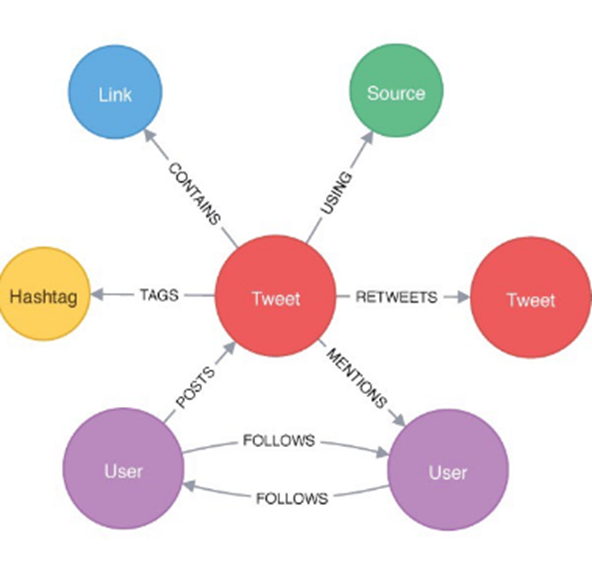 Link
Source
CONTAINS
USING
Hashtag
TAGS
Tweet
RETWEETS
Tweet
POSTS
MENTIONS
User
FOLLOWS
FOLLOWS
User